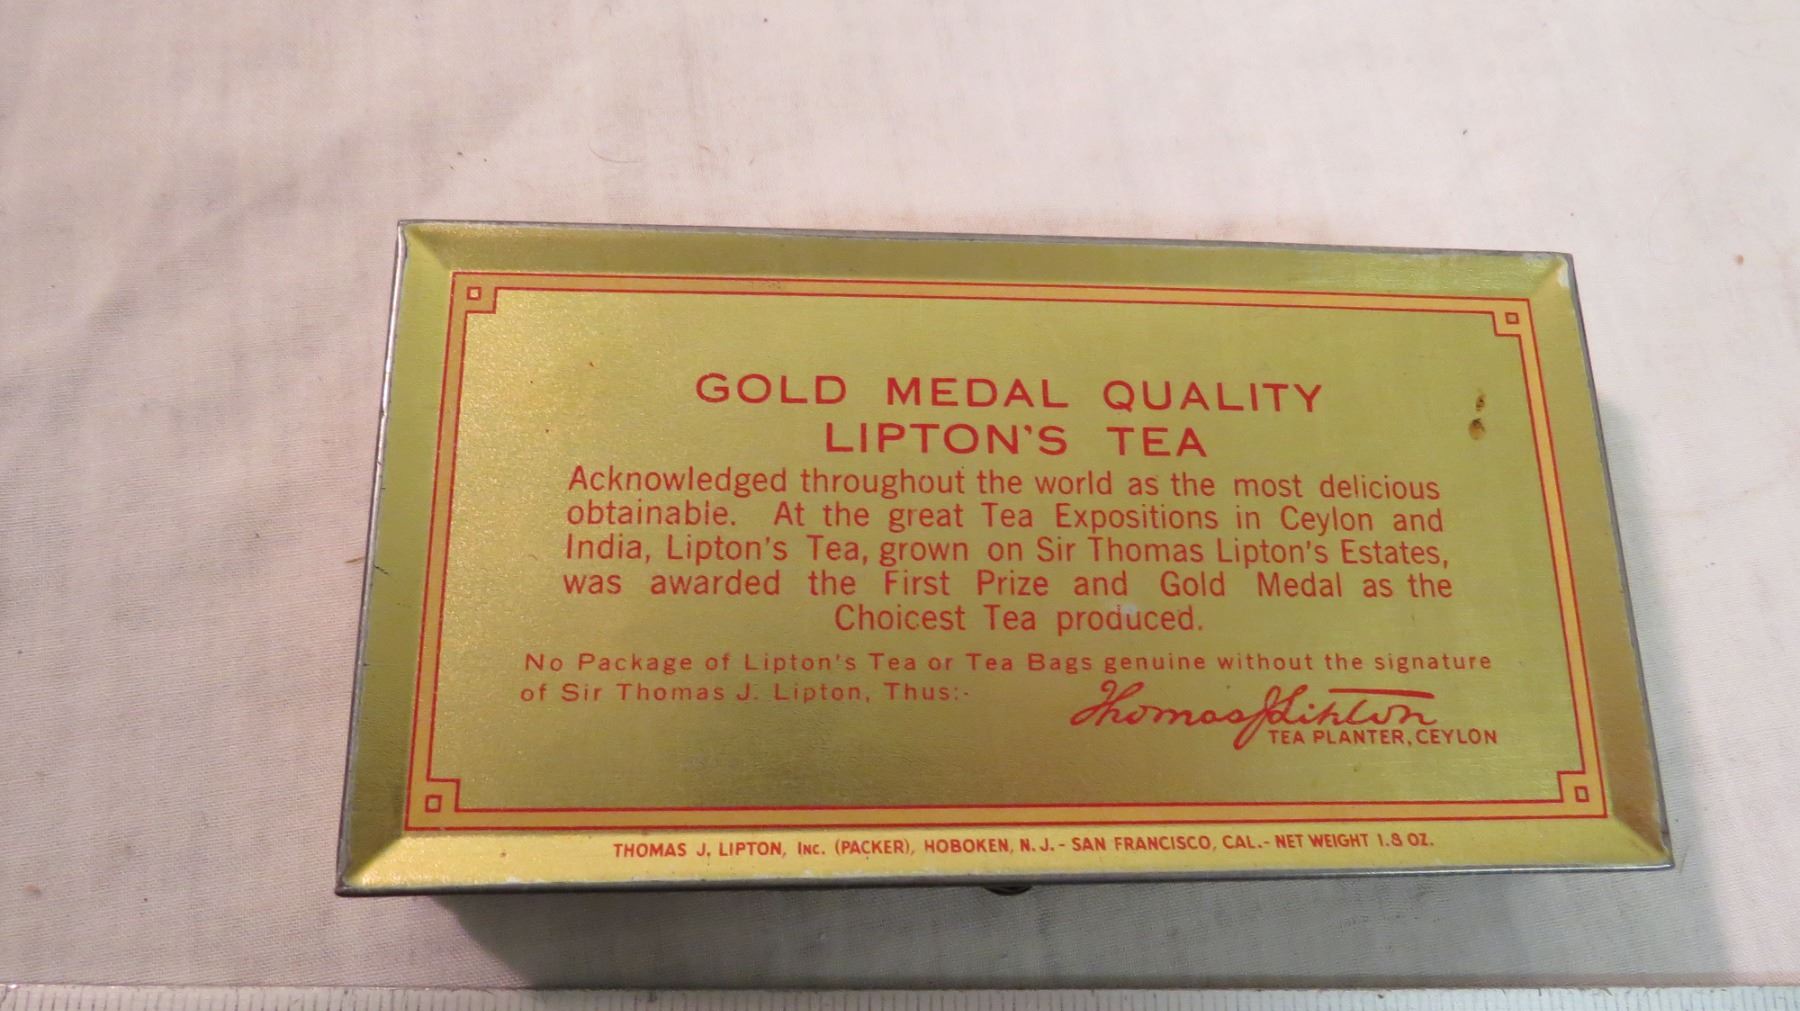 GOLD MEDAL QUALITY
LIPTON'S TEA
Acknowledged throughout the world as the most delicious
obtainable. At the great Tea Expositions in Ceylon and
India, Lipton's Tea, grown on Sir Thomas Lipton's Estates,
was awarded the First Prize and Gold Medal as the
Choicest Tea produced.
No Package of Lipton's Tea or Tea Bags genuine without the signature
of Sir Thomas J. Lipton, Thus:-
Thomas J Lipton
TEA PLANTER, CEYLON
THOMAS J. LIPTON, Inc. (PACKER), HOBOKEN, N. J. - SAN FRANCISCO, CAL. - NET WEIGHT 1.8 OZ.